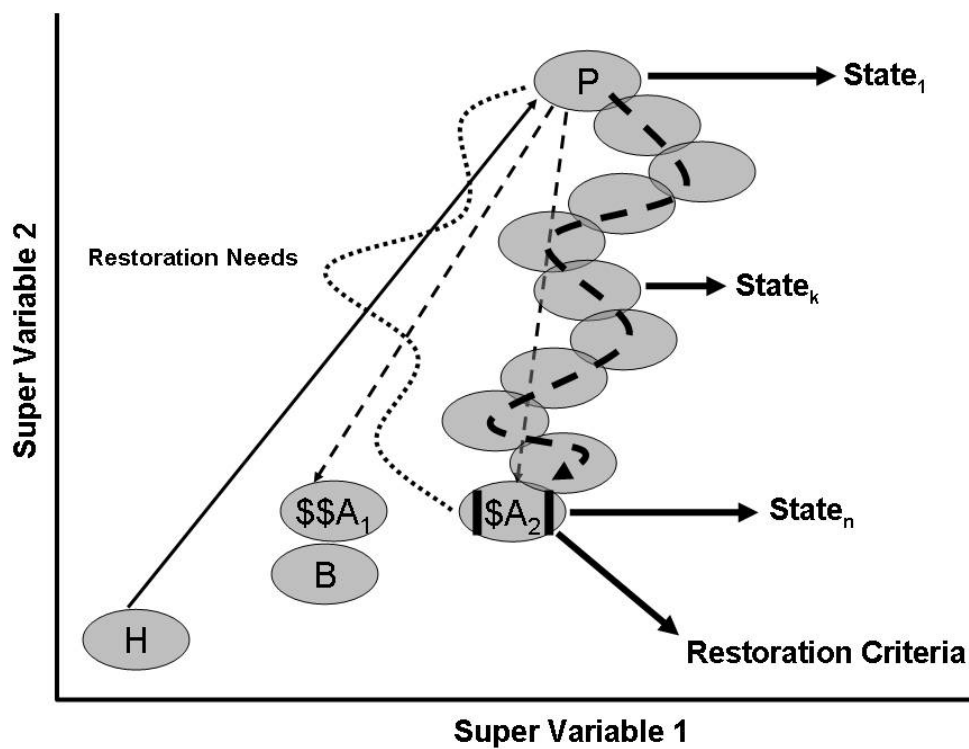 P
State₁
Super Variable 2
Restoration Needs
Stateₖ
$$A₁
$A₂
Stateₙ
B
H
Restoration Criteria
Super Variable 1